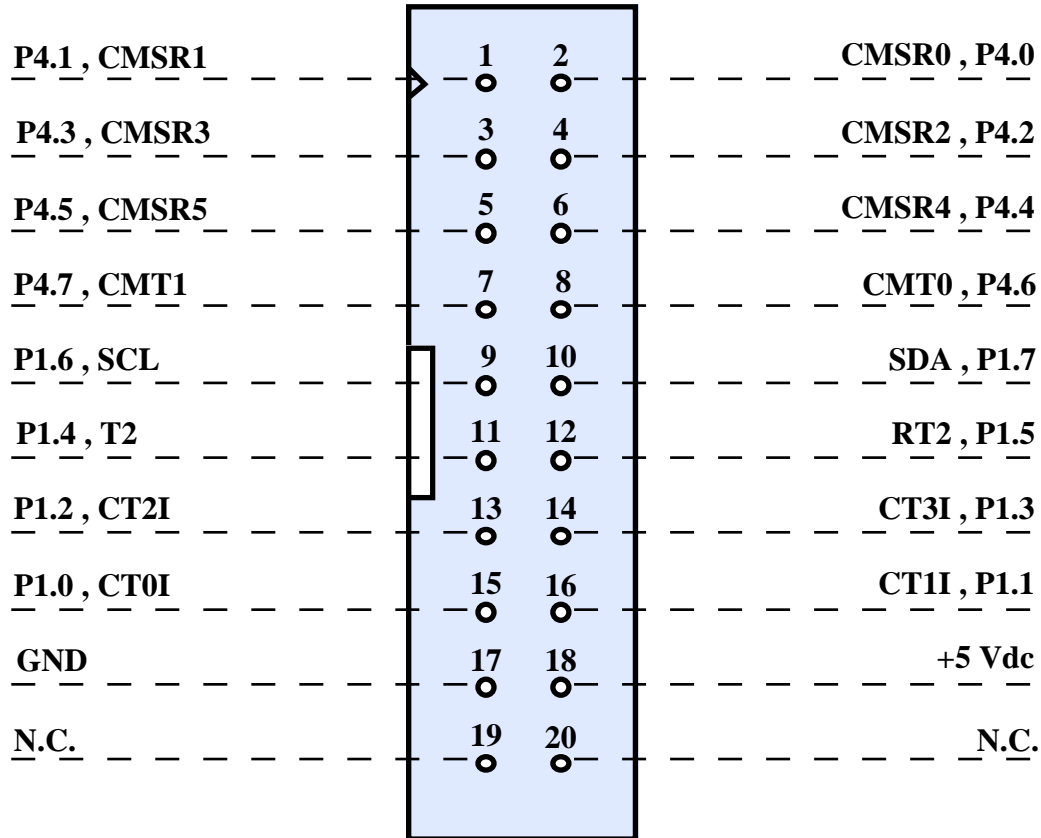 P4.1 , CMSR1 1 2 CMSR0 , P4.0
P4.3 , CMSR3 3 4 CMSR2 , P4.2
P4.5 , CMSR5 5 6 CMSR4 , P4.4
P4.7 , CMT1 7 8 CMT0 , P4.6
P1.6 , SCL 9 10 SDA , P1.7
P1.4 , T2 11 12 RT2 , P1.5
P1.2 , CT2I 13 14 CT3I , P1.3
P1.0 , CT0I 15 16 CT1I , P1.1
GND 17 18 +5 Vdc
N.C. 19 20 N.C.